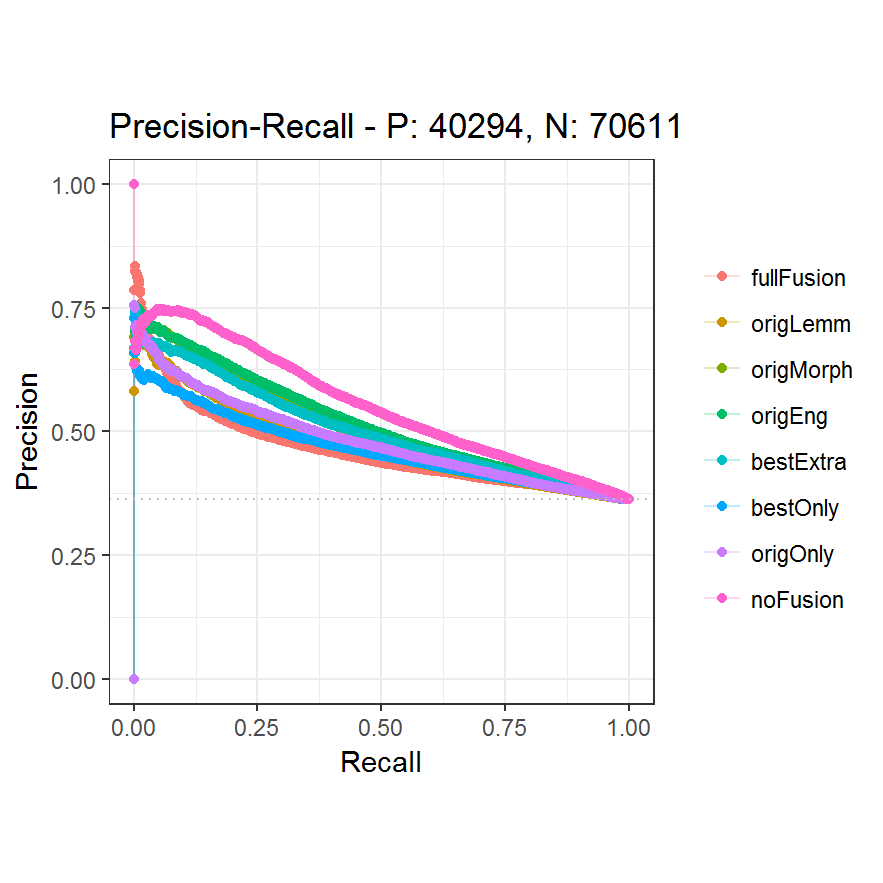 Precision-Recall - P: 40294, N: 70611
Precision
1.00
0.75
0.50
0.25
0.00
0.00 0.25 0.50 0.75 1.00
Recall
fullFusion
origLemm
origMorph
origEng
bestExtra
bestOnly
origOnly
noFusion